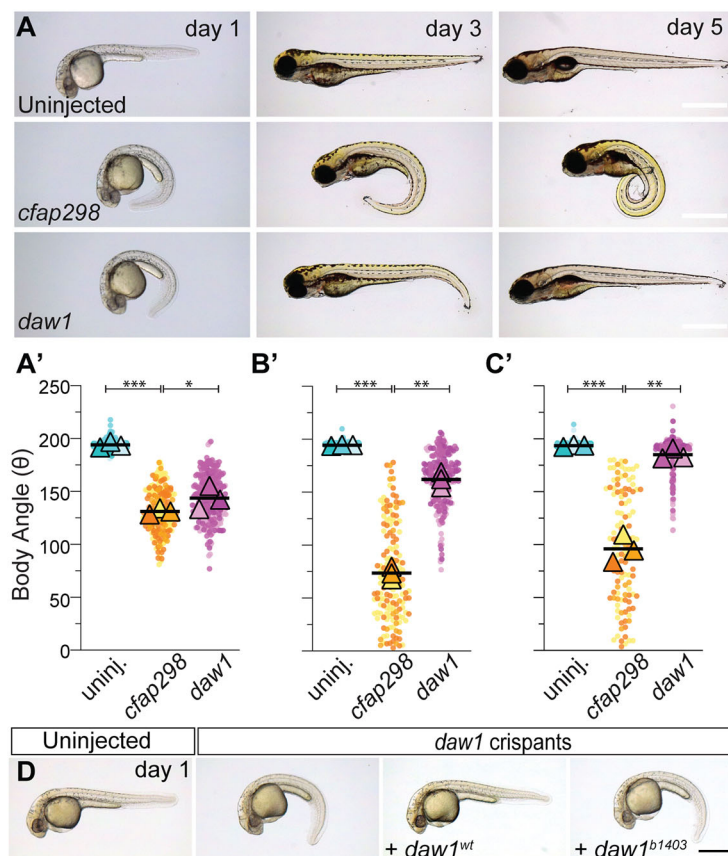 A
day 1
day 3
day 5
Uninjected
cfap298
daw1
A'
B'
C'
*** *
*** **
*** **
Body Angle (θ)
250
200
150
100
50
0
uninj.
cfap298
daw1
uninj.
cfap298
daw1
uninj.
cfap298
daw1
Uninjected
daw1 crispants
D
day 1
+ daw1wt
+ daw1b1403